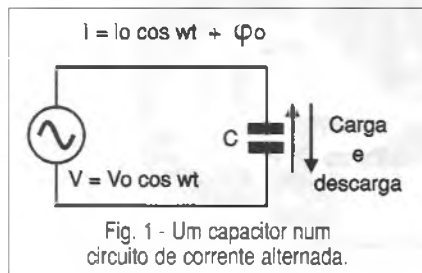 I = Io cos wt + φo
C
Carga
e
descarga
V = Vo cos wt
Fig. 1 - Um capacitor num
circuito de corrente alternada.